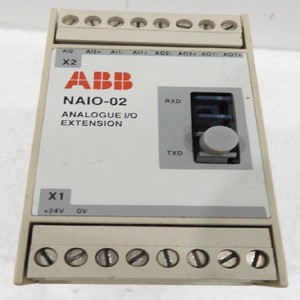 AI2- AI2+ AI1- AI1+ AO2- AO2+ AO1- AO1+
X2
ABB
NAIO-02
ANALOGUE I/O
EXTENSION
RXD
TXD
X1
+24V 0V